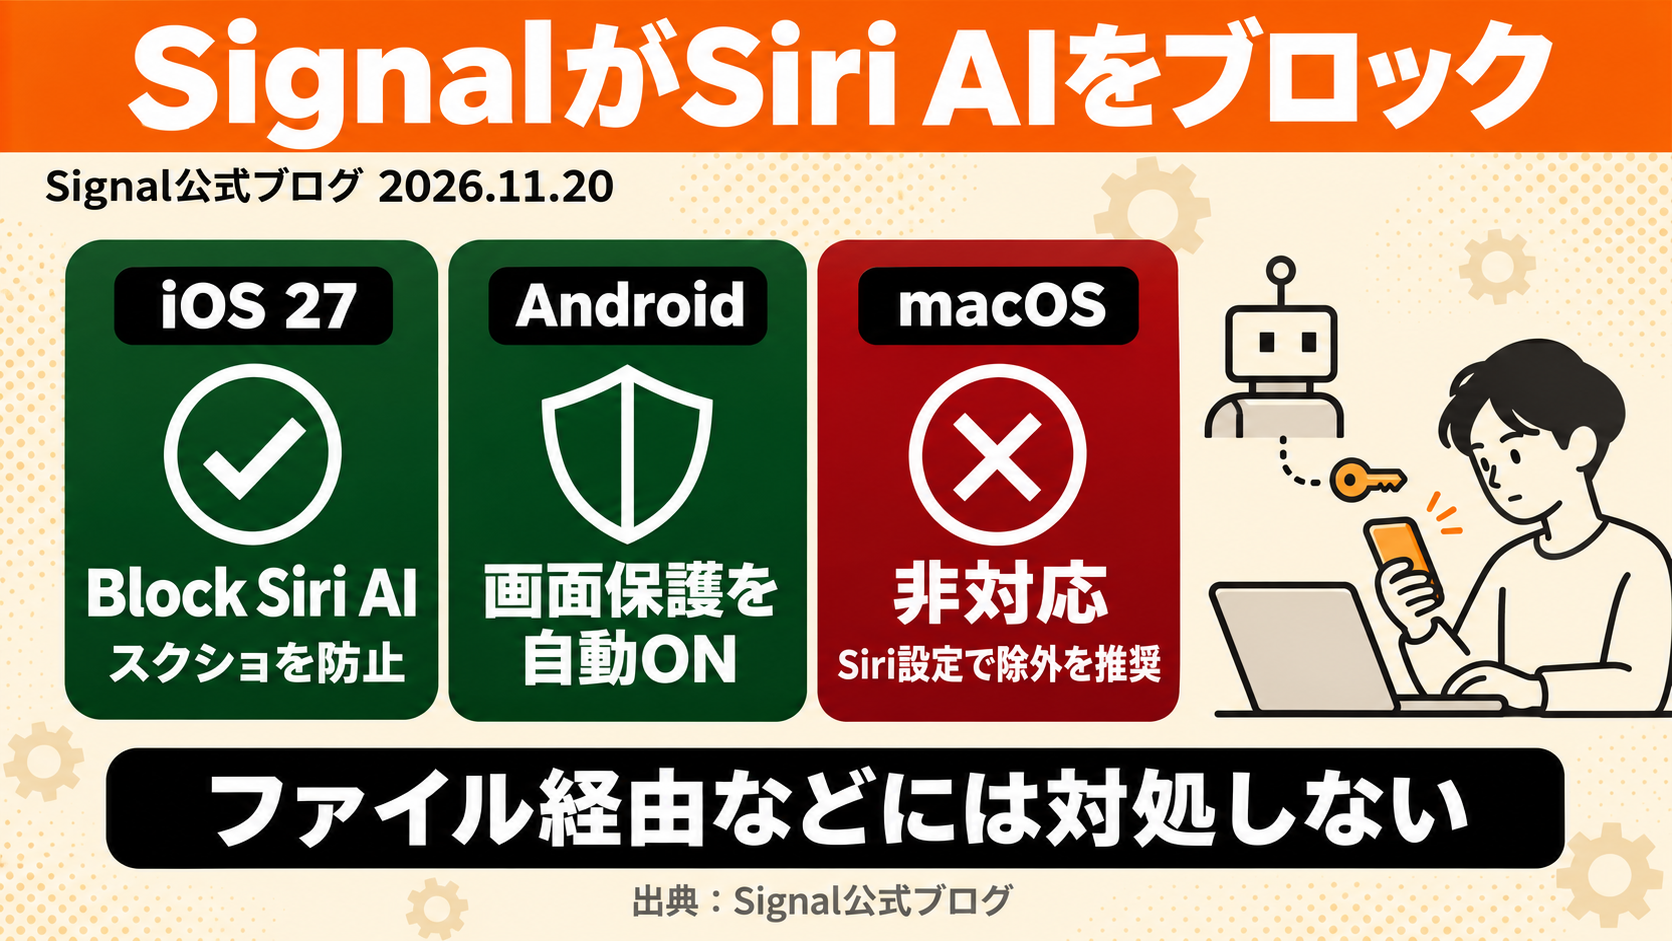 SignalがSiri AIをブロック
Signal公式ブログ 2026.11.20
iOS 27
Block Siri AI
スクショを防止
Android
画面保護を
自動ON
macOS
非対応
Siri設定で除外を推奨
ファイル経由などには対処しない
出典：Signal公式ブログ